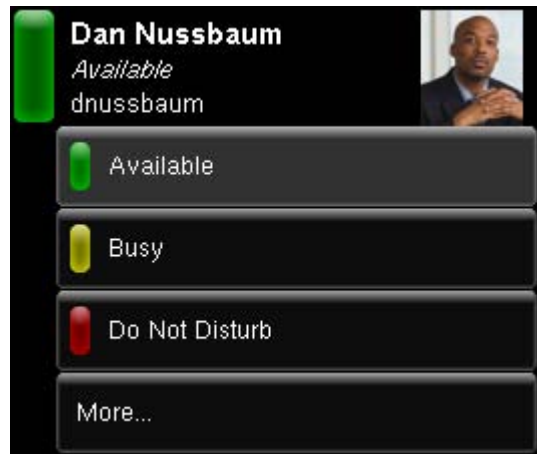 Dan Nussbaum
Available
dnussbaum
Available
Busy
Do Not Disturb
More...